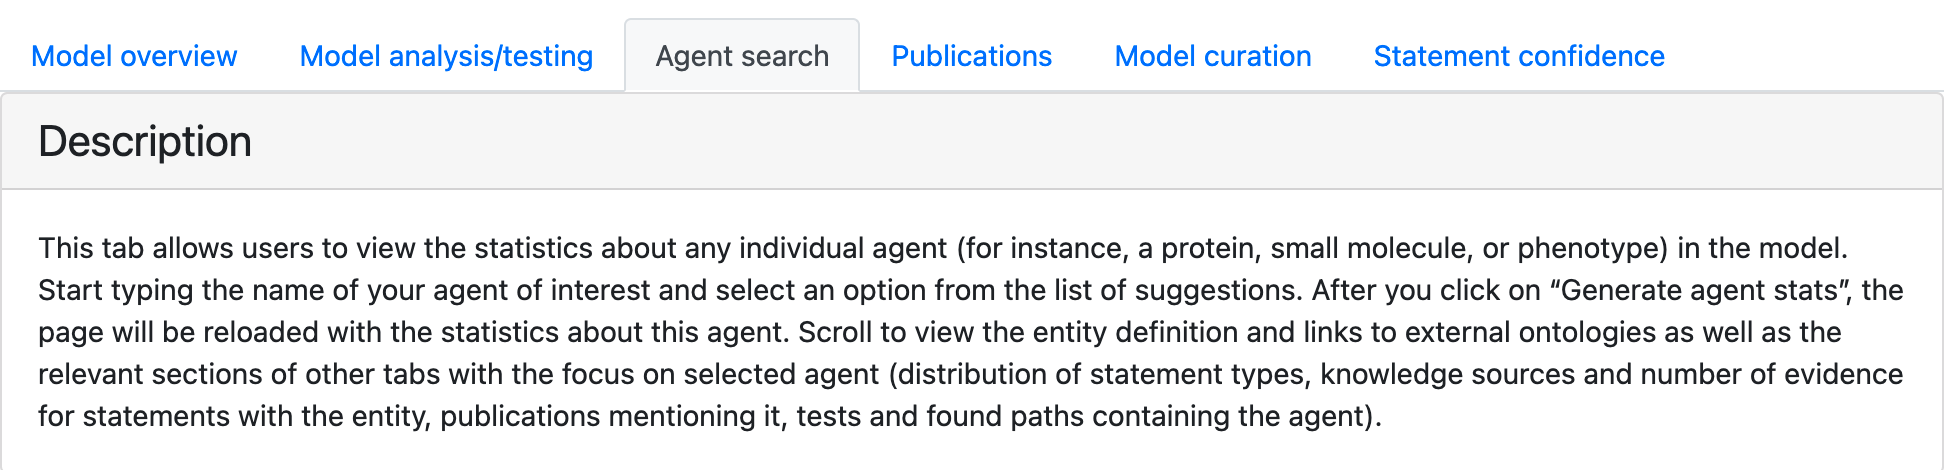 Model overview Model analysis/testing Agent search Publications Model curation Statement confidence
Description
This tab allows users to view the statistics about any individual agent (for instance, a protein, small molecule, or phenotype) in the model.
Start typing the name of your agent of interest and select an option from the list of suggestions. After you click on “Generate agent stats”, the
page will be reloaded with the statistics about this agent. Scroll to view the entity definition and links to external ontologies as well as the
relevant sections of other tabs with the focus on selected agent (distribution of statement types, knowledge sources and number of evidence
for statements with the entity, publications mentioning it, tests and found paths containing the agent).